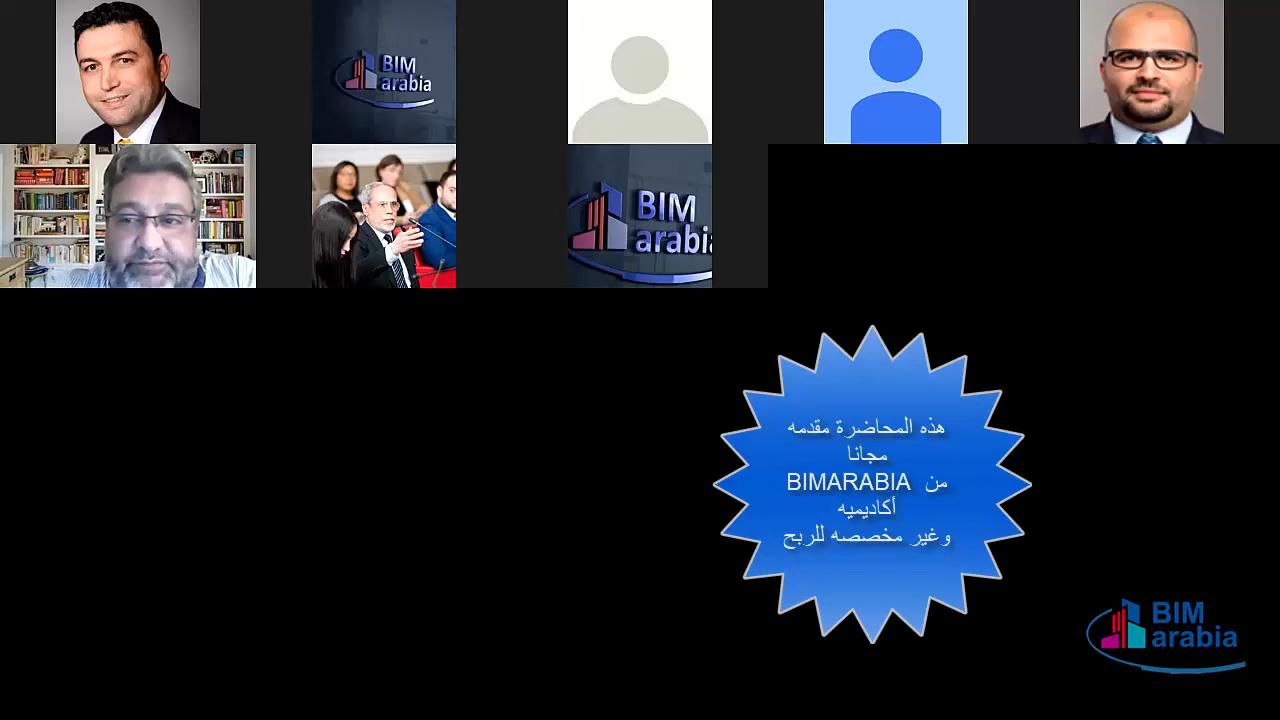 BIM
arabia
BIM
arabia
هذه المحاضرة مقدمه
مجانا
من BIMARABIA
أكاديميه
وغير مخصصه للربح
BIM
arabia